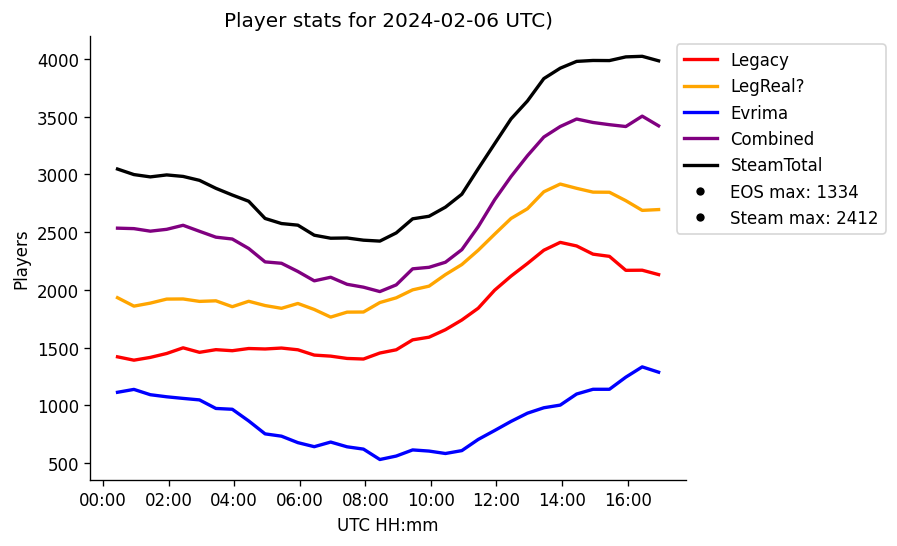 Player stats for 2024-02-06 UTC)
Players
4000
3500
3000
2500
2000
1500
1000
500
00:00 02:00 04:00 06:00 08:00 10:00 12:00 14:00 16:00
UTC HH:mm
Legacy
LegReal?
Evrima
Combined
SteamTotal
EOS max: 1334
Steam max: 2412